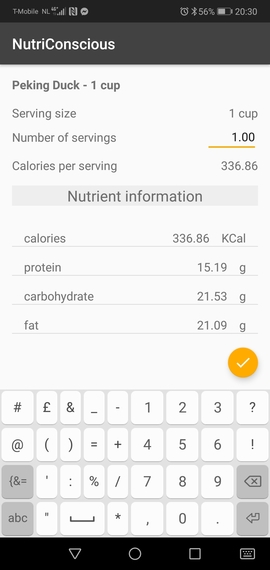 T-Mobile NL 56% 20:30
NutriConscious
Peking Duck - 1 cup
Serving size 1 cup
Number of servings 1.00
Calories per serving 336.86
Nutrient information
calories 336.86 KCal
protein 15.19 g
carbohydrate 21.53 g
fat 21.09 g
# £ & _ - 1 2 3 ?
@ ( ) = + 4 5 6 !
{&= ' : % / 7 8 9
abc " * , 0 .